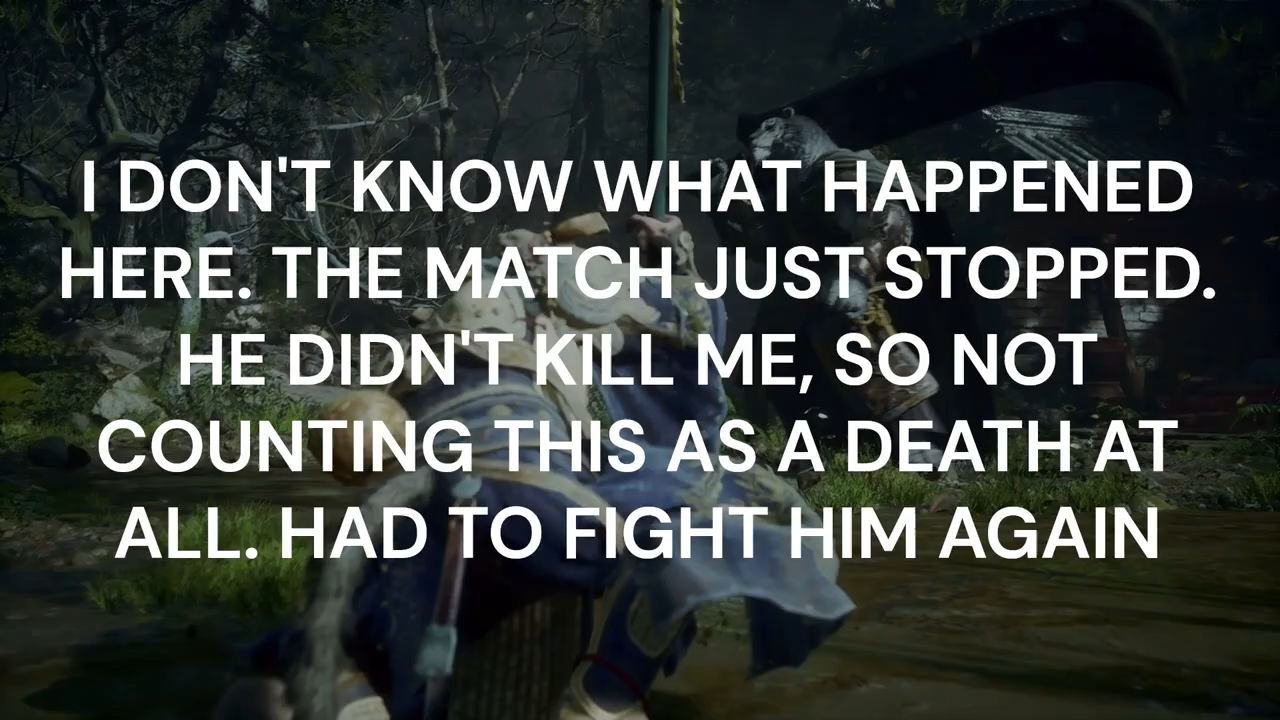 I DON'T KNOW WHAT HAPPENED
HERE. THE MATCH JUST STOPPED.
HE DIDN'T KILL ME, SO NOT
COUNTING THIS AS A DEATH AT
ALL. HAD TO FIGHT HIM AGAIN